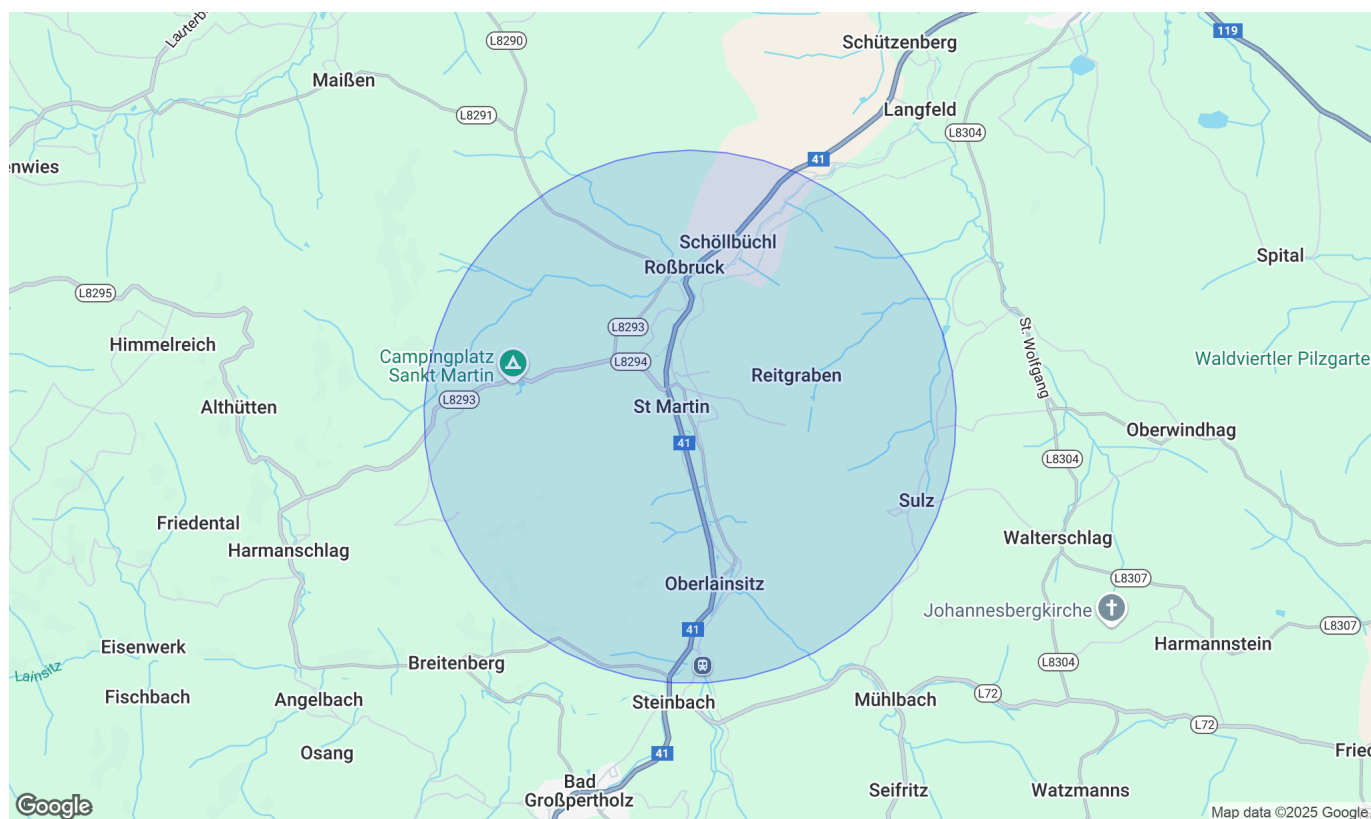 Lauterb
L8290
119
Schützenberg
Maißen
Langfeld
L8291
L8304
enwies
41
Schöllbüchl
Spital
Roßbruck
L8295
L8293
St. Wolfgang
Himmelreich
Campingplatz
Sankt Martin
L8294
Waldviertler Pilzgarte
Reitgraben
L8293
Althütten
St Martin
Oberwindhag
41
L8304
Sulz
Friedental
Harmanschlag
Walterschlag
L8307
Oberlainsitz
Johannesbergkirche
41
L8307
Eisenwerk
Harmannstein
Breitenberg
L8304
Lainsitz
Fischbach
Angelbach
Steinbach
Mühlbach
L72
L72
Osang
41
Fried
Bad
Großpertholz
Seifritz
Watzmanns
Google
Map data ©2025 Google